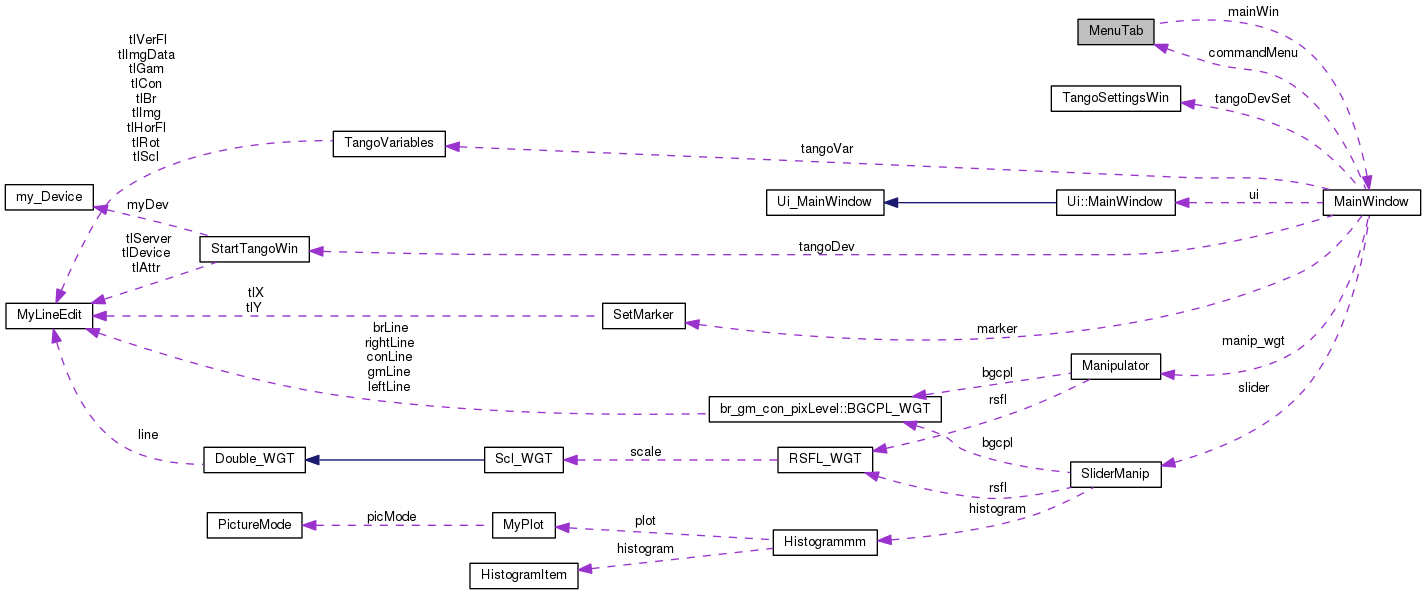 mainWin
MenuTab
commandMenu
tlVerFl
tlImgData
tlGam
tlCon
tlBr
tlImg
tlHorFl
tlRot
tlScl
TangoSettingsWin
tangoDevSet
TangoVariables
tangoVar
my_Device
myDev
Ui_MainWindow
Ui::MainWindow
ui
MainWindow
StartTangoWin
tangoDev
tlServer
tlDevice
tlAttr
MyLineEdit
tlX
tlY
SetMarker
marker
brLine
rightLine
conLine
gmLine
leftLine
manip_wgt
Manipulator
slider
bgcpl
rsfl
br_gm_con_pixLevel::BGCPL_WGT
line
Double_WGT
Scl_WGT
scale
RSFL_WGT
bgcpl
SliderManip
rsfl
histogram
PictureMode
picMode
MyPlot
plot
Histogrammm
histogram
HistogramItem